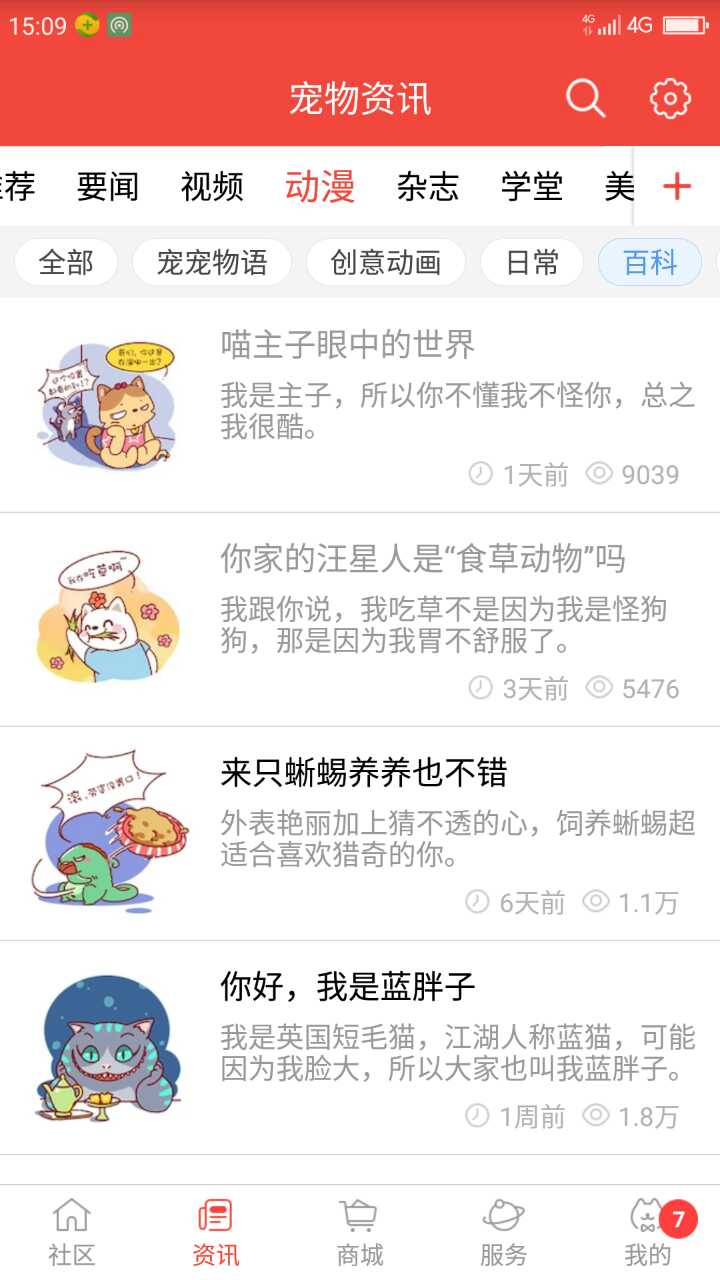 15:09
4G 4G
宠物资讯
荐 要闻 视频 动漫 杂志 学堂 美 +
全部 宠宠物语 创意动画 日常 百科
喵主子眼中的世界
我是主子，所以你不懂我不怪你，总之
我很酷。
1天前 9039
你家的汪星人是“食草动物”吗
我在吃草啊~
我跟你说，我吃草不是因为我是怪狗
狗，那是因为我胃不舒服了。
3天前 5476
来只蜥蜴养养也不错
外表艳丽加上猜不透的心，饲养蜥蜴超
适合喜欢猎奇的你。
6天前 1.1万
你好，我是蓝胖子
我是英国短毛猫，江湖人称蓝猫，可能
因为我脸大，所以大家也叫我蓝胖子。
1周前 1.8万
社区 资讯 商城 服务 我的 7